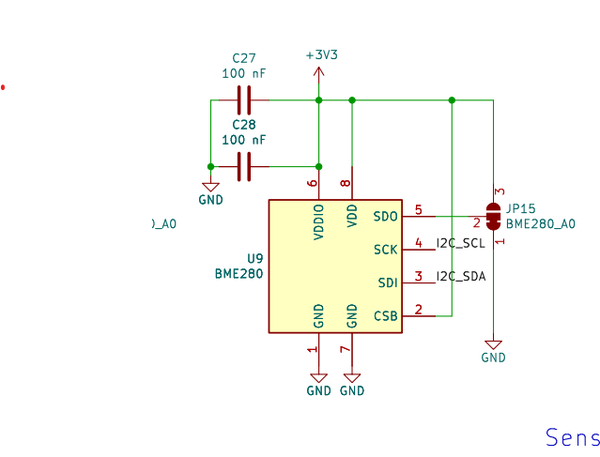 +3V3
C27
100 nF
C28
100 nF
GND
6
8
3
VDDIO
VDD
SDO
5
2
JP15
BME280_A0
)_A0
1
SCK
4
I2C_SCL
U9
BME280
SDI
3
I2C_SDA
GND
GND
CSB
2
1
7
GND
GND
GND
Sens